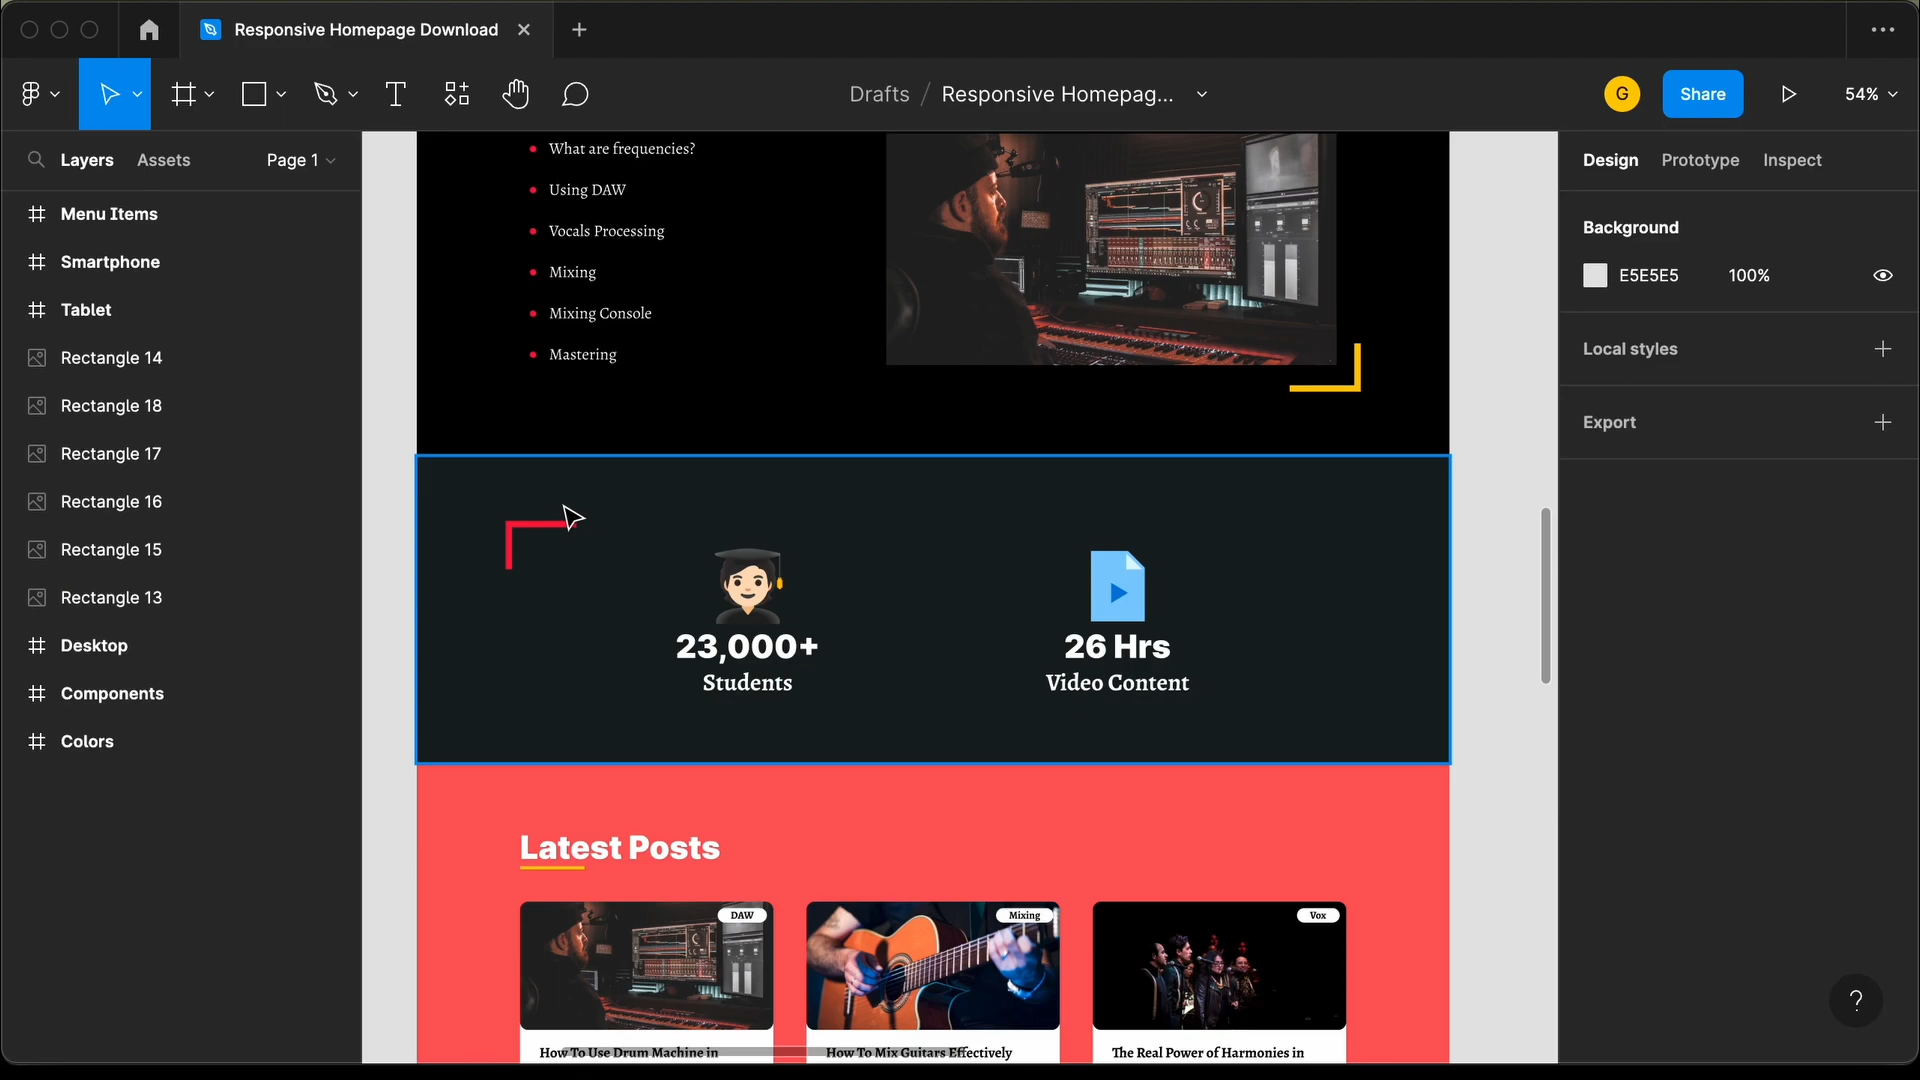 Responsive Homepage Download
Drafts / Responsive Homepag...
G
Share
54%
Layers
Assets
Page 1
Menu Items
Smartphone
Tablet
Rectangle 14
Rectangle 18
Rectangle 17
Rectangle 16
Rectangle 15
Rectangle 13
Desktop
Components
Colors
What are frequencies?
Using DAW
Vocals Processing
Mixing
Mixing Console
Mastering
23,000+
Students
26 Hrs
Video Content
Latest Posts
DAW
Mixing
Vox
How To Use Drum Machine in
How To Mix Guitars Effectively
The Real Power of Harmonies in
Design
Prototype
Inspect
Background
E5E5E5
100%
Local styles
Export
?